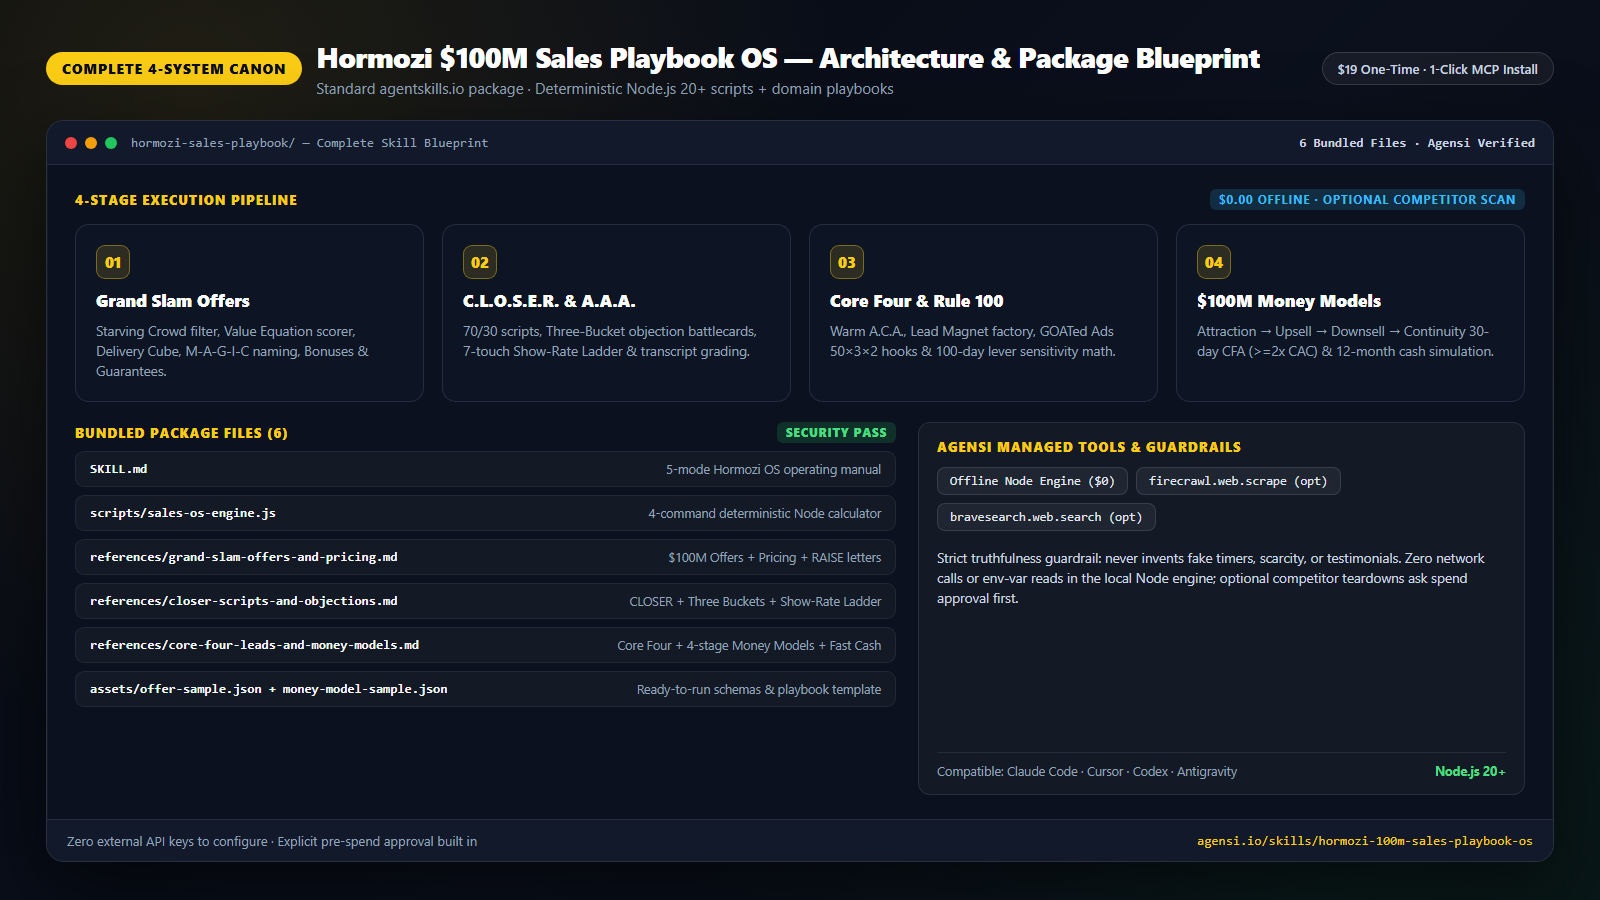 COMPLETE 4-SYSTEM CANON
Hormozi $100M Sales Playbook OS — Architecture & Package Blueprint
Standard agentskills.io package · Deterministic Node.js 20+ scripts + domain playbooks
$19 One-Time · 1-Click MCP Install
hormozi-sales-playbook/ — Complete Skill Blueprint
6 Bundled Files · Agensi Verified
4-STAGE EXECUTION PIPELINE
$0.00 OFFLINE · OPTIONAL COMPETITOR SCAN
01
Grand Slam Offers
Starving Crowd filter, Value Equation scorer,
Delivery Cube, M-A-G-I-C naming, Bonuses &
Guarantees.
02
C.L.O.S.E.R. & A.A.A.
70/30 scripts, Three-Bucket objection battlecards,
7-touch Show-Rate Ladder & transcript grading.
03
Core Four & Rule 100
Warm A.C.A., Lead Magnet factory, GOATed Ads
50×3×2 hooks & 100-day lever sensitivity math.
04
$100M Money Models
Attraction → Upsell → Downsell → Continuity 30-
day CFA (>=2x CAC) & 12-month cash simulation.
BUNDLED PACKAGE FILES (6)
SECURITY PASS
SKILL.md
5-mode Hormozi OS operating manual
scripts/sales-os-engine.js
4-command deterministic Node calculator
references/grand-slam-offers-and-pricing.md
$100M Offers + Pricing + RAISE letters
references/closer-scripts-and-objections.md
CLOSER + Three Buckets + Show-Rate Ladder
references/core-four-leads-and-money-models.md
Core Four + 4-stage Money Models + Fast Cash
assets/offer-sample.json + money-model-sample.json
Ready-to-run schemas & playbook template
AGENSI MANAGED TOOLS & GUARDRAILS
Offline Node Engine ($0)
firecrawl.web.scrape (opt)
bravesearch.web.search (opt)
Strict truthfulness guardrail: never invents fake timers, scarcity, or testimonials. Zero network
calls or env-var reads in the local Node engine; optional competitor teardowns ask spend
approval first.
Compatible: Claude Code · Cursor · Codex · Antigravity
Node.js 20+
Zero external API keys to configure · Explicit pre-spend approval built in
agensi.io/skills/hormozi-100m-sales-playbook-os